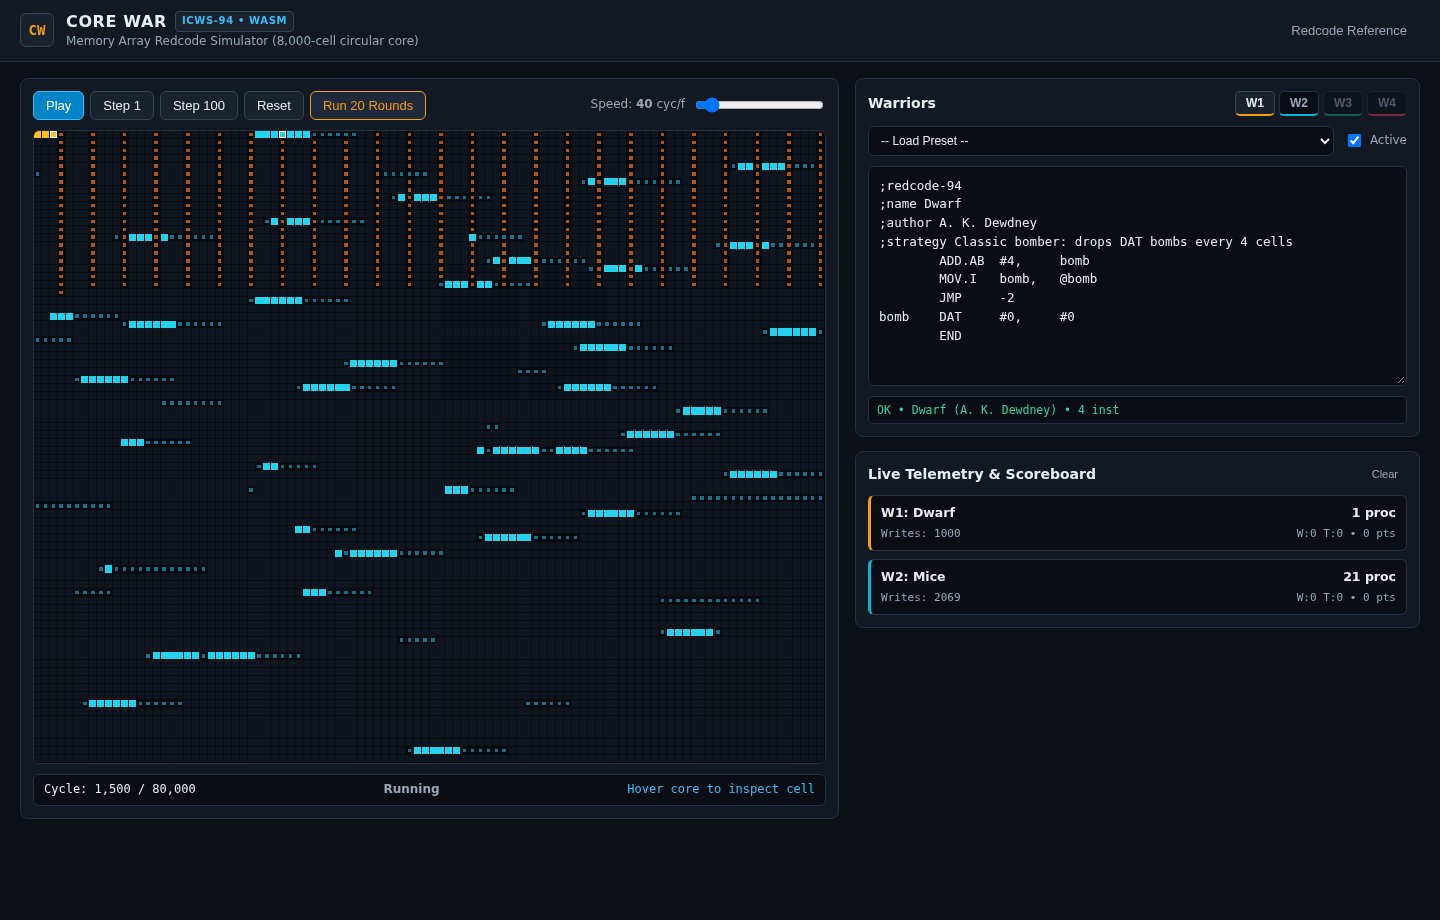 CW
CORE WAR ICWS-94 • WASM
Memory Array Redcode Simulator (8,000-cell circular core)
Redcode Reference
Play Step 1 Step 100 Reset Run 20 Rounds Speed: 40 cyc/f
Cycle: 1,500 / 80,000 Running Hover core to inspect cell
Warriors W1 W2 W3 W4
-- Load Preset -- Active
;redcode-94
;name Dwarf
;author A. K. Dewdney
;strategy Classic bomber: drops DAT bombs every 4 cells
ADD.AB #4, bomb
MOV.I bomb, @bomb
JMP -2
bomb DAT #0, #0
END
OK • Dwarf (A. K. Dewdney) • 4 inst
Live Telemetry & Scoreboard Clear
W1: Dwarf 1 proc
Writes: 1000 W:0 T:0 • 0 pts
W2: Mice 21 proc
Writes: 2069 W:0 T:0 • 0 pts